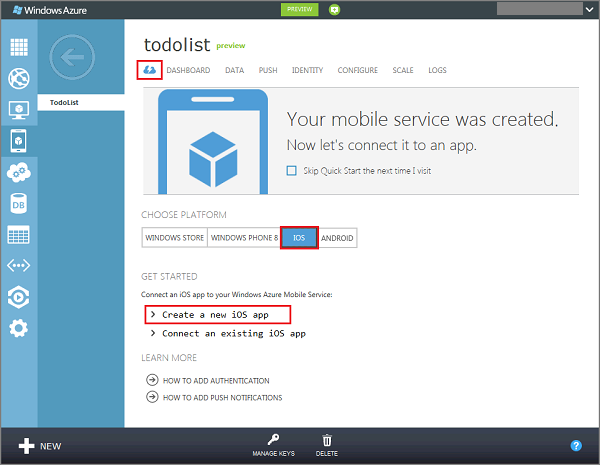 Windows Azure
PREVIEW
todolist preview
DASHBOARD DATA PUSH IDENTITY CONFIGURE SCALE LOGS
TodoList
Your mobile service was created.
Now let's connect it to an app.
Skip Quick Start the next time I visit
CHOOSE PLATFORM
WINDOWS STORE WINDOWS PHONE 8 IOS ANDROID
GET STARTED
Connect an iOS app to your Windows Azure Mobile Service:
Create a new iOS app
Connect an existing iOS app
LEARN MORE
HOW TO ADD AUTHENTICATION
HOW TO ADD PUSH NOTIFICATIONS
DB
NEW
MANAGE KEYS
DELETE
?